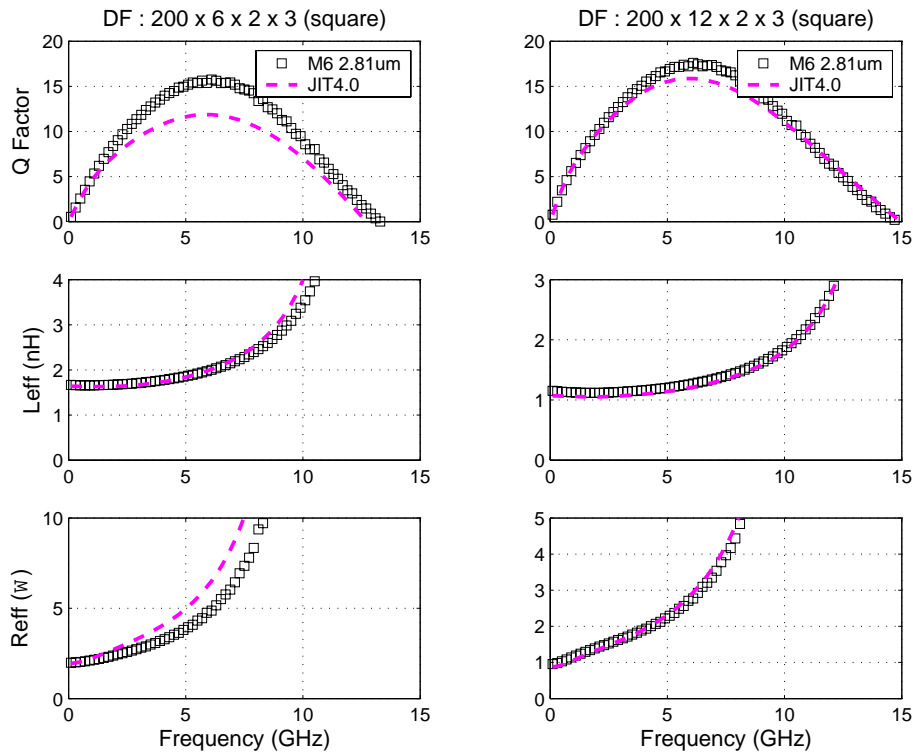 DF : 200 x 6 x 2 x 3 (square)
20
15
10
5
0
Q Factor
M6 2.81um
JIT4.0
0 5 10 15
DF : 200 x 12 x 2 x 3 (square)
20
15
10
5
0
M6 2.81um
JIT4.0
0 5 10 15
4
3
2
1
0
Leff (nH)
0 5 10 15
3
2
1
0
0 5 10 15
10
5
0
Reff (w)
0 5 10 15
Frequency (GHz)
5
4
3
2
1
0
0 5 10 15
Frequency (GHz)